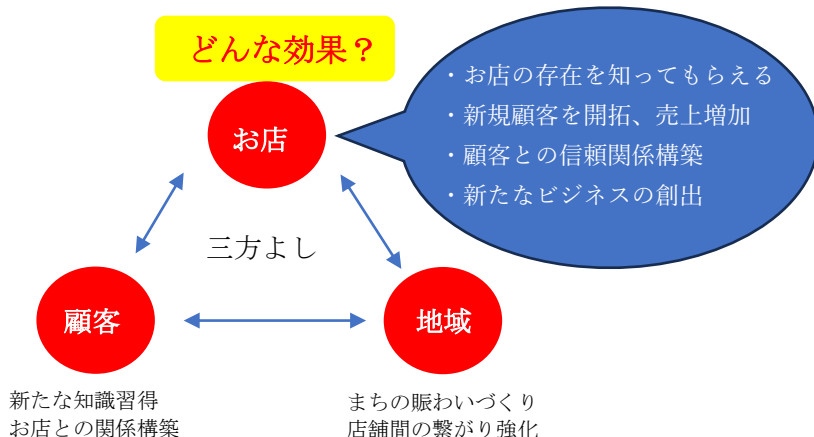 どんな効果？
お店
・お店の存在を知ってもらえる
・新規顧客を開拓、売上増加
・顧客との信頼関係構築
・新たなビジネスの創出
三方よし
顧客
地域
新たな知識習得
お店との関係構築
まちの賑わいづくり
店舗間の繋がり強化